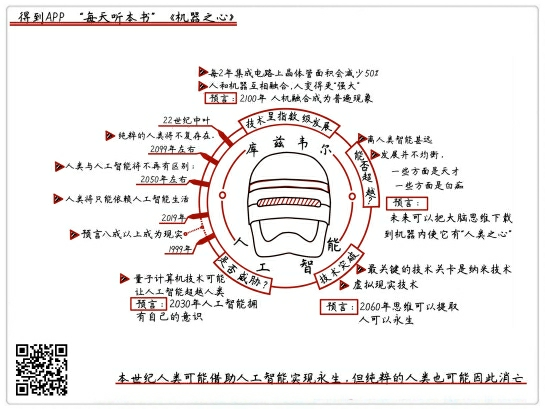 得到APP “每天听本书”《机器之心》
每2年集成电路上晶体管面积会减少50%
人和机器互相融合,人变得更“强大”
预言: 2100年 人机融合成为普遍现象
技术呈指数级发展
22世纪中叶
纯粹的人类将不复存在.
2099年左右
人类与人工智能将不再有区别;
2050年左右
人类将只能依赖人工智能生活
2019年
预言八成以上成为现实
1999年
库兹韦尔
人工智能
能否超越?
离人类智能甚远
发展并不均衡,
一些方面是天才
一些方面是白痴
预言:
未来可以把大脑思维下载
到机器内使它有“人类之心”
是否威胁?
量子计算机技术可能
让人工智能超越人类
预言: 2030年人工智能拥
有自己的意识
技术突破
最关键的技术关卡是纳米技术
虚拟现实技术
预言: 2060年思维可以提取
人可以永生
本世纪人类可能借助人工智能实现永生,但纯粹的人类也可能因此消亡